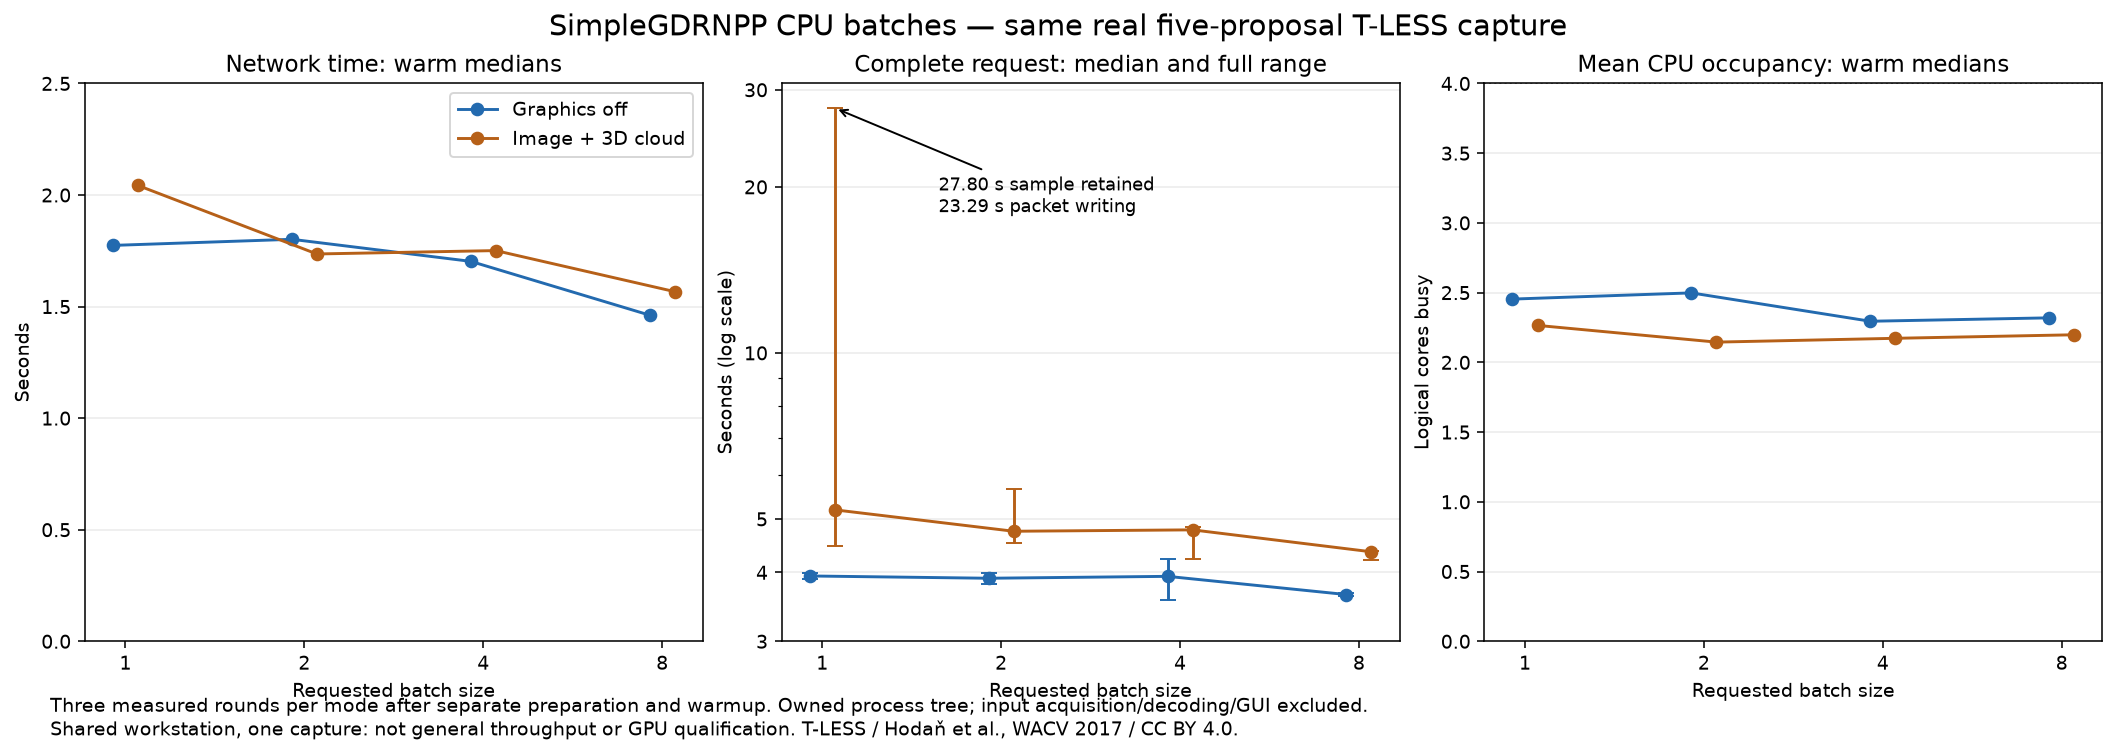 SimpleGDRNPP CPU batches — same real five-proposal T-LESS capture
Network time: warm medians
2.5
2.0
1.5
1.0
0.5
0.0
Seconds
Graphics off
Image + 3D cloud
1
2
4
8
Requested batch size
Complete request: median and full range
30
20
10
5
4
3
Seconds (log scale)
27.80 s sample retained
23.29 s packet writing
1
2
4
8
Requested batch size
Mean CPU occupancy: warm medians
4.0
3.5
3.0
2.5
2.0
1.5
1.0
0.5
0.0
Logical cores busy
1
2
4
8
Requested batch size
Three measured rounds per mode after separate preparation and warmup. Owned process tree; input acquisition/decoding/GUI excluded.
Shared workstation, one capture: not general throughput or GPU qualification. T-LESS / Hodaň et al., WACV 2017 / CC BY 4.0.